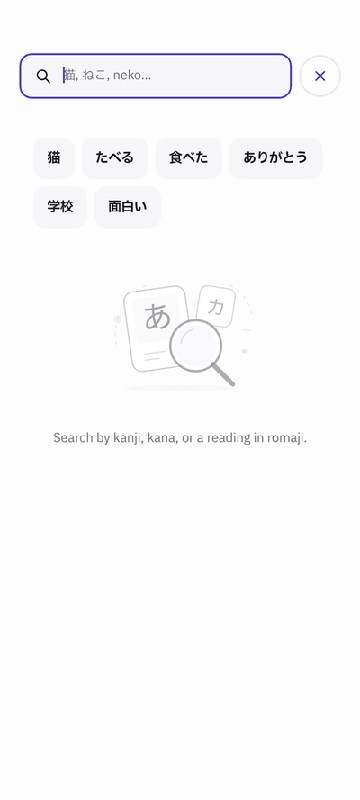 猫, ねこ, neko...
猫 たべる 食べた ありがとう
学校 面白い
あ カ
Search by kanji, kana, or a reading in romaji.